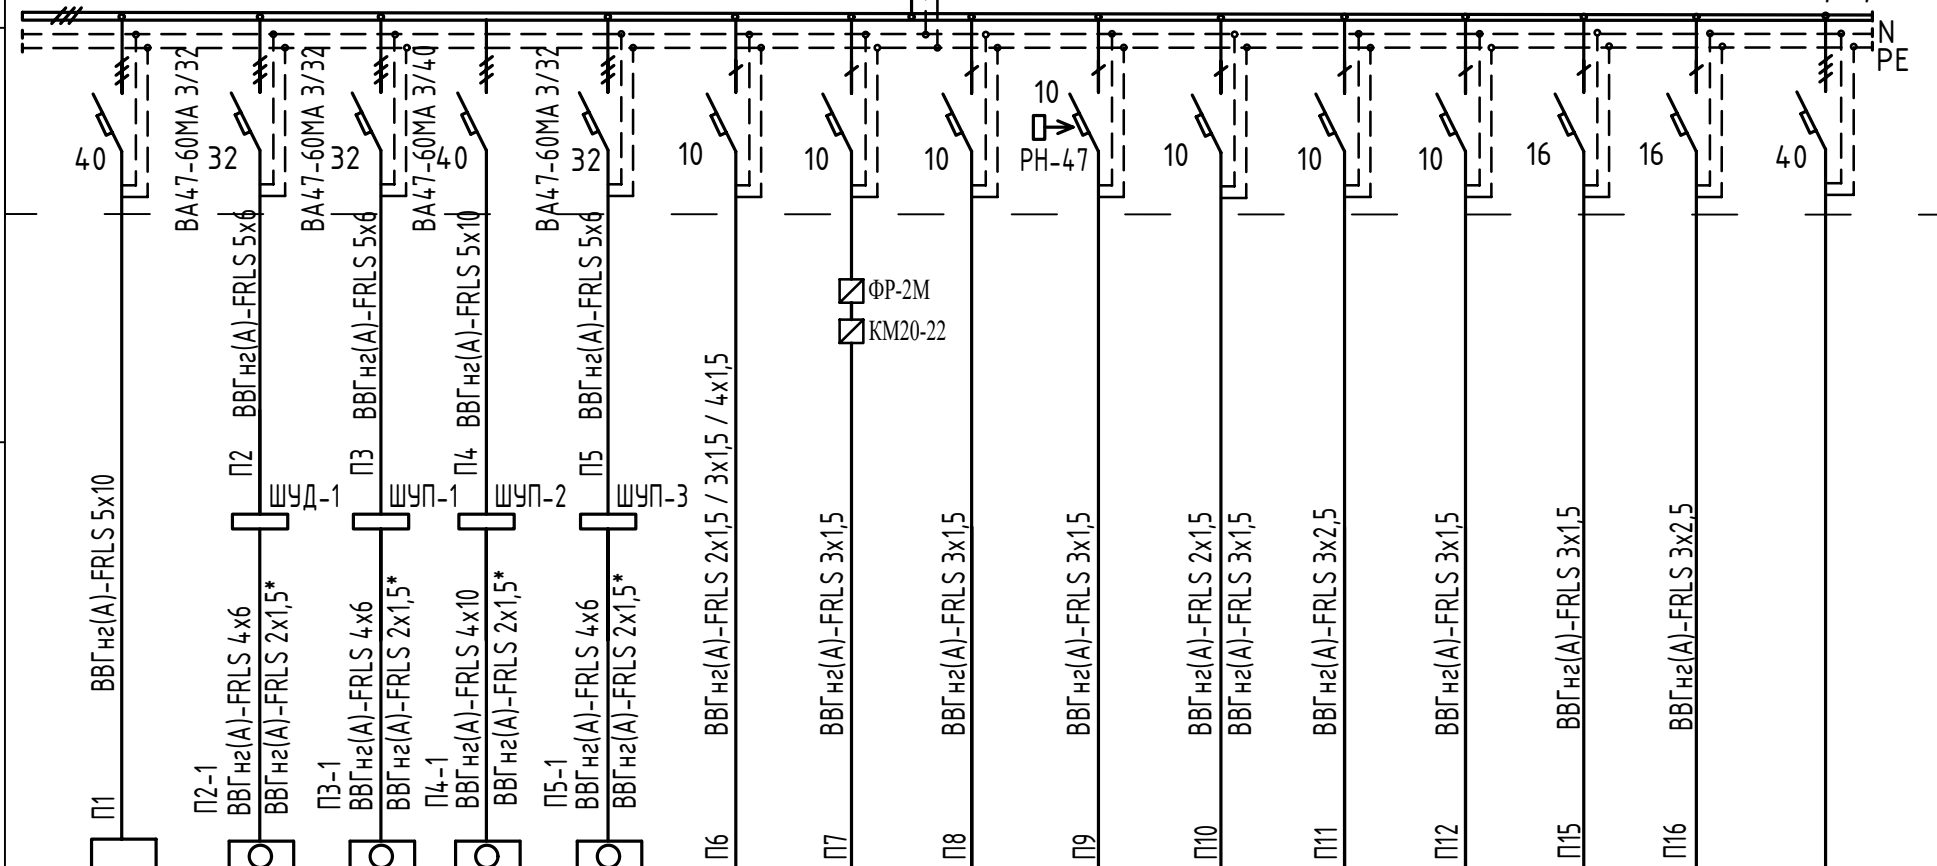 N
PE
40
ВА47-60МА 3/32
32
ВА47-60МА 3/32
32
ВА47-60МА 3/40
40
ВА47-60МА 3/32
32
10
10
10
10
РН-47
10
10
10
16
16
40
ВВГнг(А)-FRLS 5х10
П1
ВВГнг(А)-FRLS 5х6
П2
ШУД-1
П2-1
ВВГнг(А)-FRLS 4х6
ВВГнг(А)-FRLS 2х1,5*
ВВГнг(А)-FRLS 5х6
П3
ШУП-1
П3-1
ВВГнг(А)-FRLS 4х6
ВВГнг(А)-FRLS 2х1,5*
ВВГнг(А)-FRLS 5х10
П4
ШУП-2
П4-1
ВВГнг(А)-FRLS 4х10
ВВГнг(А)-FRLS 2х1,5*
ВВГнг(А)-FRLS 5х6
П5
ШУП-3
П5-1
ВВГнг(А)-FRLS 4х6
ВВГнг(А)-FRLS 2х1,5*
ВВГнг(А)-FRLS 2х1,5 / 3х1,5 / 4х1,5
П6
ФР-2М
КМ20-22
ВВГнг(А)-FRLS 3х1,5
П7
ВВГнг(А)-FRLS 3х1,5
П8
ВВГнг(А)-FRLS 3х1,5
П9
ВВГнг(А)-FRLS 2х1,5
ВВГнг(А)-FRLS 3х1,5
П10
ВВГнг(А)-FRLS 3х2,5
П11
ВВГнг(А)-FRLS 3х1,5
П12
ВВГнг(А)-FRLS 3х1,5
П15
ВВГнг(А)-FRLS 3х2,5
П16